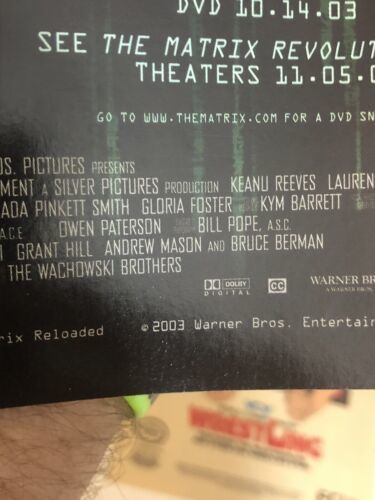 DVD 10.14.03
SEE THE MATRIX REVOLUT
THEATERS 11.05.0
GO TO WWW.THEMATRIX.COM FOR A DVD SN
OS. PICTURES PRESENTS
MENT A SILVER PICTURES PRODUCTION KEANU REEVES LAUREN
ADA PINKETT SMITH GLORIA FOSTER KYM BARRETT
ACE OWEN PATERSON BILL POPE, A.S.C.
GRANT HILL ANDREW MASON AND BRUCE BERMAN
THE WACHOWSKI BROTHERS
DOLBY
DIGITAL
CC
WARNER BR
A WARNER BROS.
rix Reloaded © 2003 Warner Bros. Entertai
WRESTLING